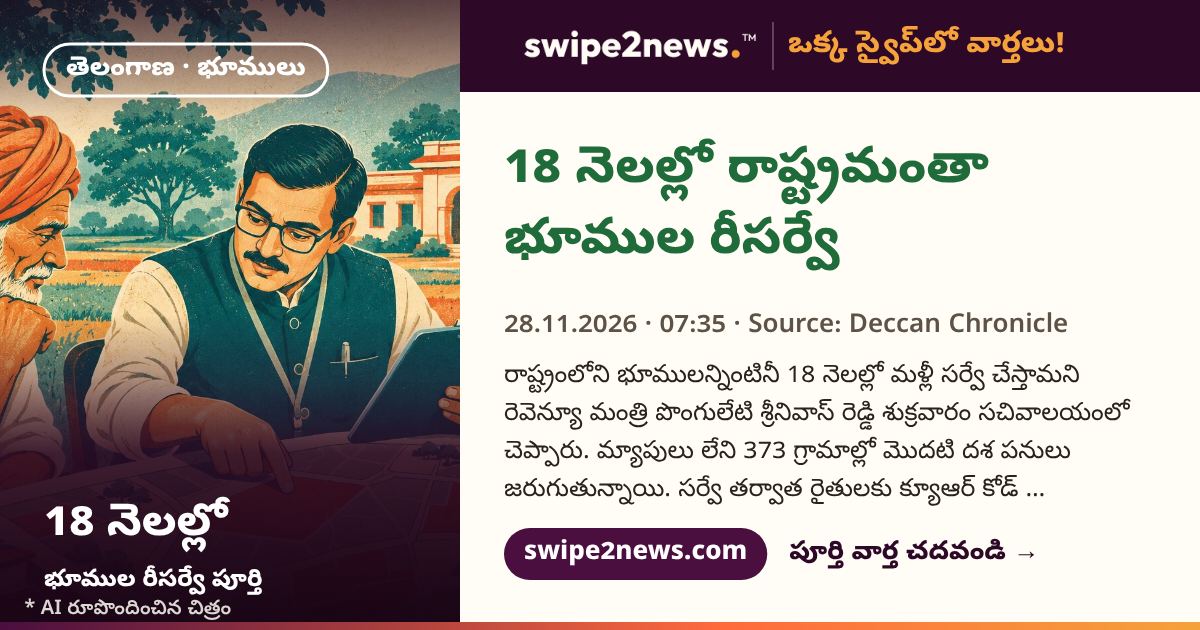 తెలంగాణ · భూములు
swipe2news.™
ఒక్క స్వైప్‌లో వార్తలు!
18 నెలల్లో రాష్ట్రమంతా
భూముల రీసర్వే
28.11.2026 · 07:35 · Source: Deccan Chronicle
రాష్ట్రంలోని భూములన్నింటినీ 18 నెలల్లో మళ్లీ సర్వే చేస్తామని
రెవెన్యూ మంత్రి పొంగులేటి శ్రీనివాస్ రెడ్డి శుక్రవారం సచివాలయంలో
చెప్పారు. మ్యాపులు లేని 373 గ్రామాల్లో మొదటి దశ పనులు
జరుగుతున్నాయి. సర్వే తర్వాత రైతులకు క్యూఆర్ కోడ్ ...
swipe2news.com
పూర్తి వార్త చదవండి →
18 నెలల్లో
భూముల రీసర్వే పూర్తి
* AI రూపొందించిన చిత్రం